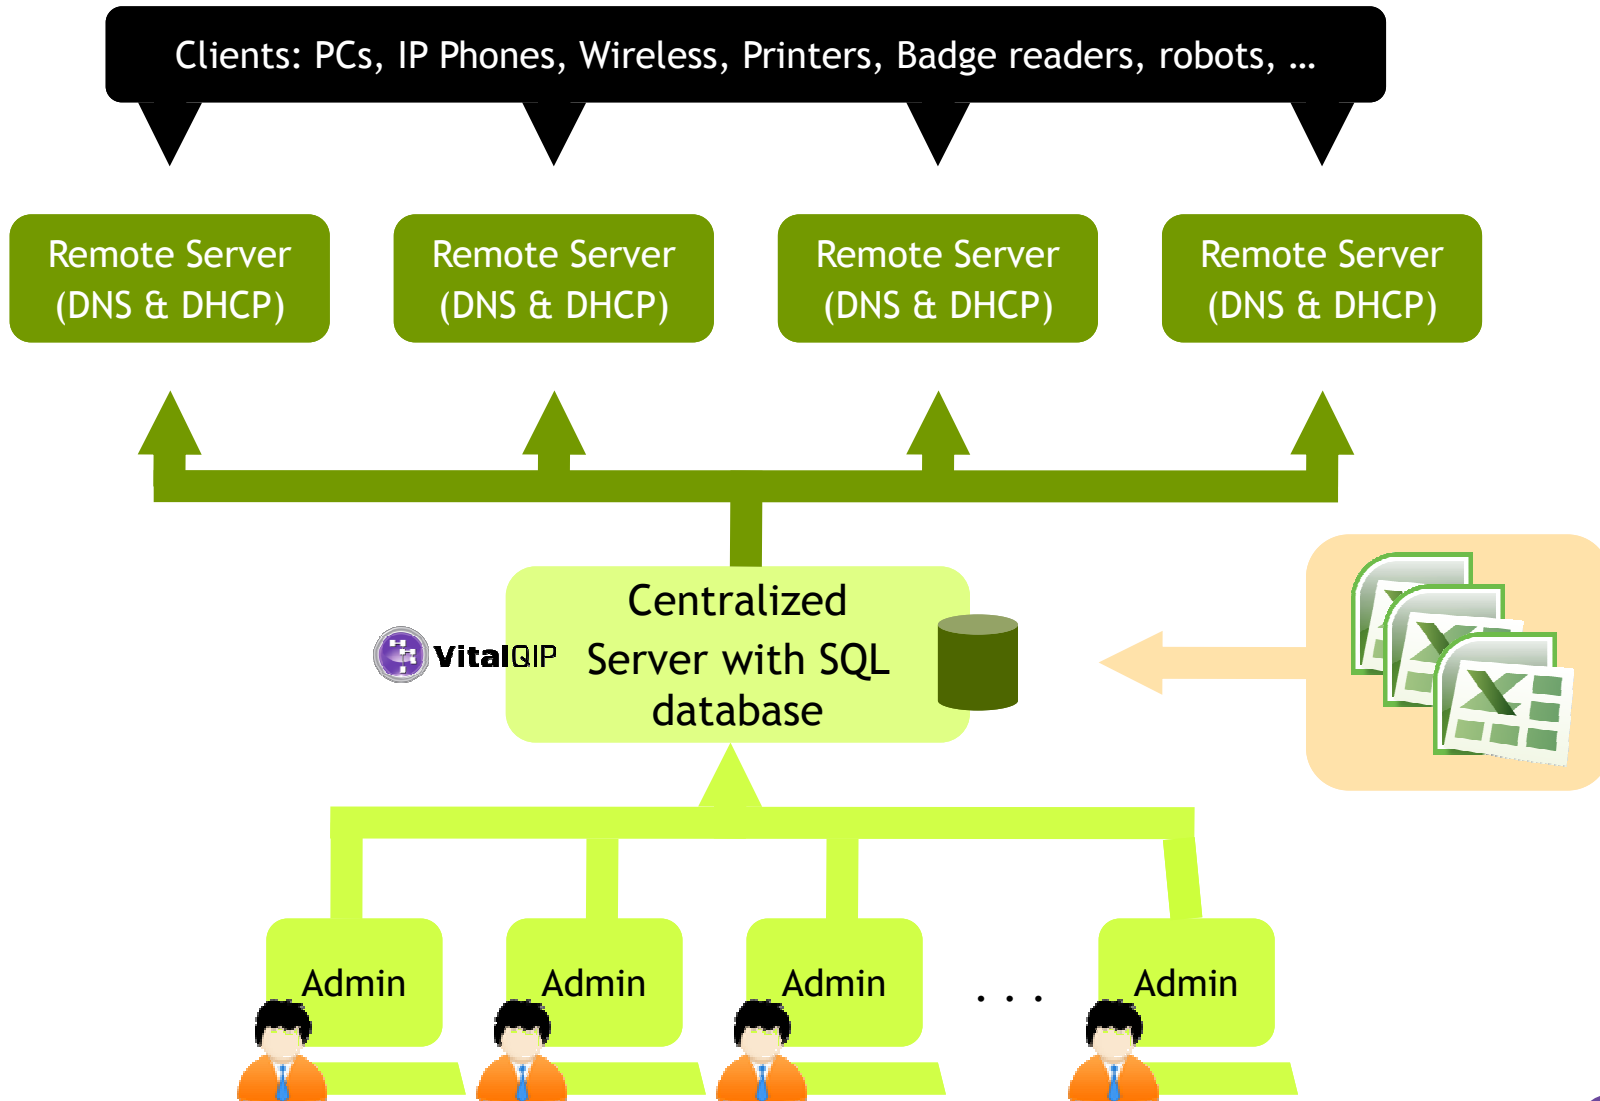 Clients: PCs, IP Phones, Wireless, Printers, Badge readers, robots, …
Remote Server
(DNS & DHCP)
Remote Server
(DNS & DHCP)
Remote Server
(DNS & DHCP)
Remote Server
(DNS & DHCP)
VitalQIP
Centralized
Server with SQL
database
Admin
Admin
Admin
. . .
Admin